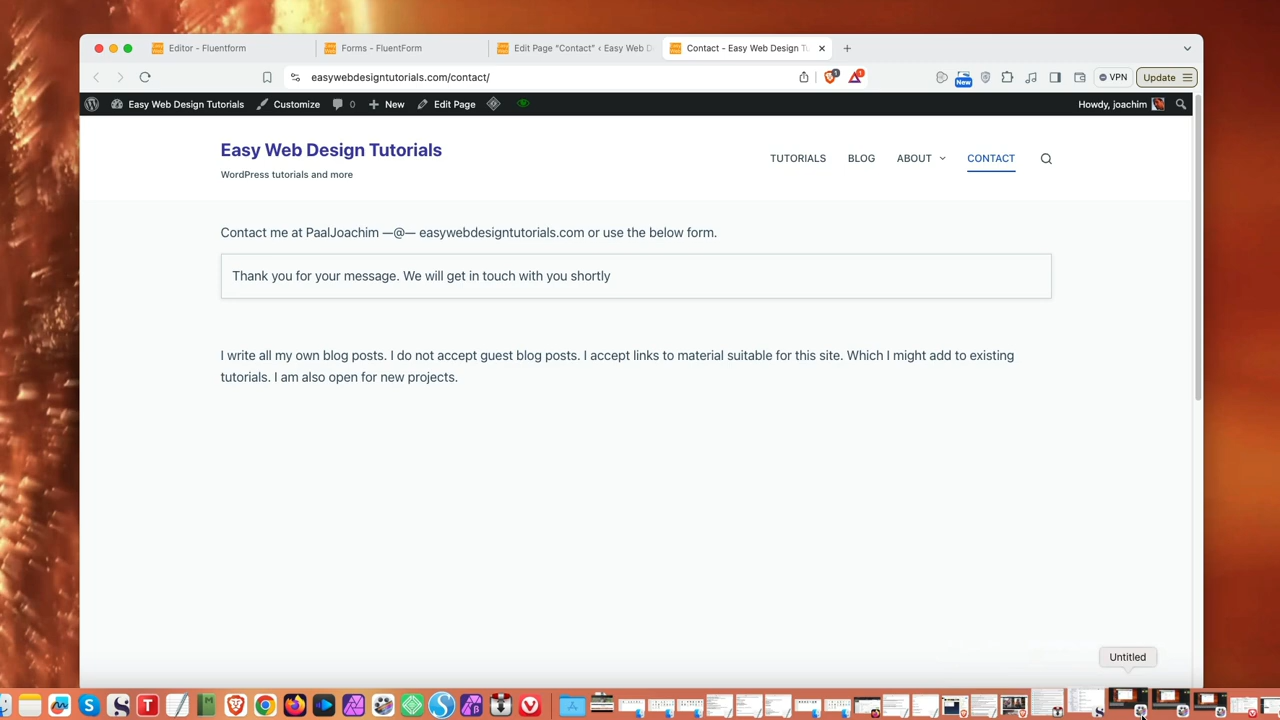 Editor - Fluentform
Forms - FluentForm
Edit Page "Contact" ‹ Easy Web D
Contact - Easy Web Design Tu
easywebdesigntutorials.com/contact/
1
1
New
VPN
Update
Easy Web Design Tutorials
Customize
0
New
Edit Page
Howdy, joachim
Easy Web Design Tutorials
WordPress tutorials and more
TUTORIALS
BLOG
ABOUT
CONTACT
Contact me at PaalJoachim —@— easywebdesigntutorials.com or use the below form.
Thank you for your message. We will get in touch with you shortly
I write all my own blog posts. I do not accept guest blog posts. I accept links to material suitable for this site. Which I might add to existing
tutorials. I am also open for new projects.
Untitled